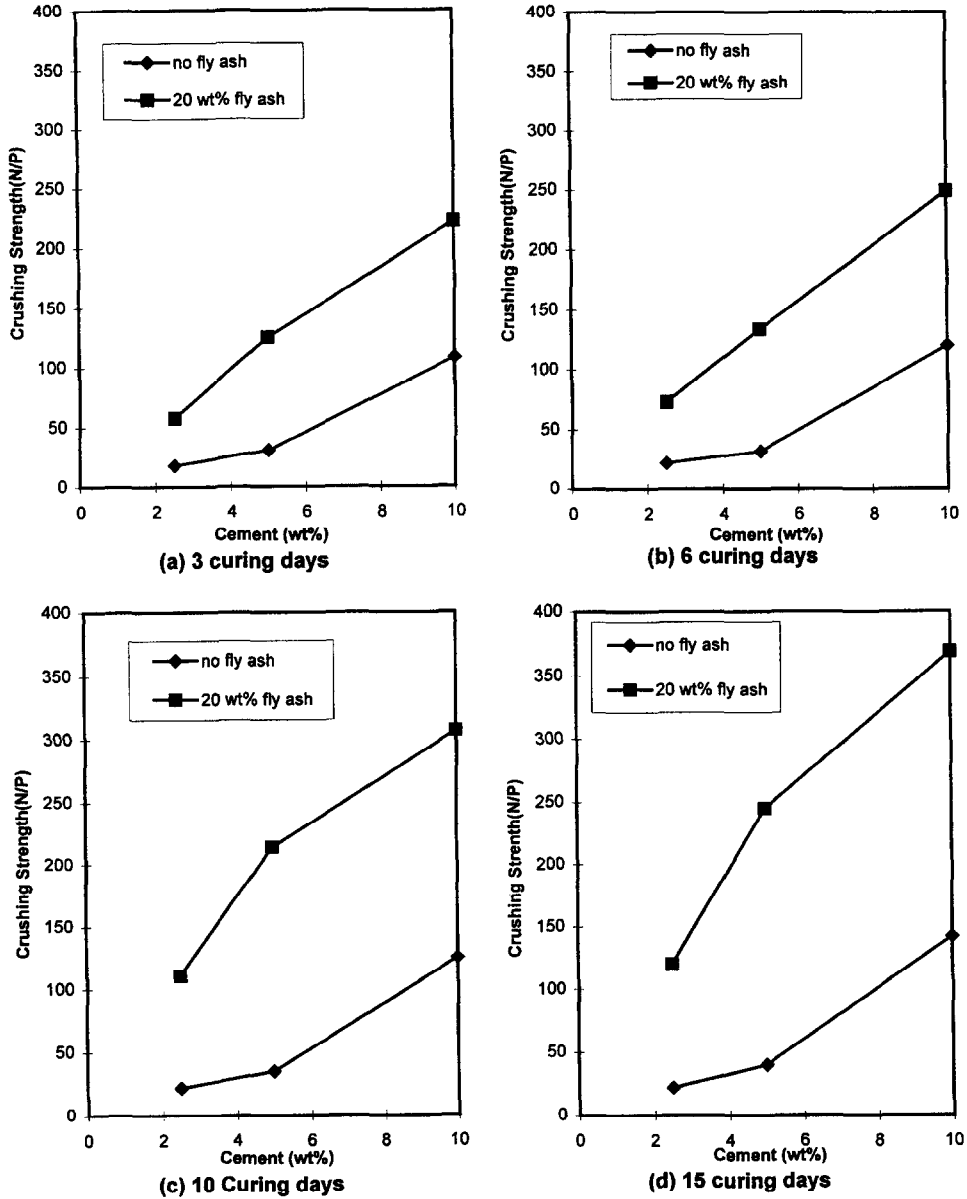 400
350
300
250
200
150
100
50
0
Crushing Strength(N/P)
no fly ash
20 wt% fly ash
0 2 4 6 8 10
Cement (wt%)
(a) 3 curing days
400
350
300
250
200
150
100
50
0
Crushing Strength(N/P)
no fly ash
20 wt% fly ash
0 2 4 6 8 10
Cement (wt%)
(b) 6 curing days
400
350
300
250
200
150
100
50
0
Crushing Strength(N/P)
no fly ash
20 wt% fly ash
0 2 4 6 8 10
Cement (wt%)
(c) 10 Curing days
400
350
300
250
200
150
100
50
0
Crushing Strenth(N/P)
no fly ash
20 wt% fly ash
0 2 4 6 8 10
Cement (wt%)
(d) 15 curing days